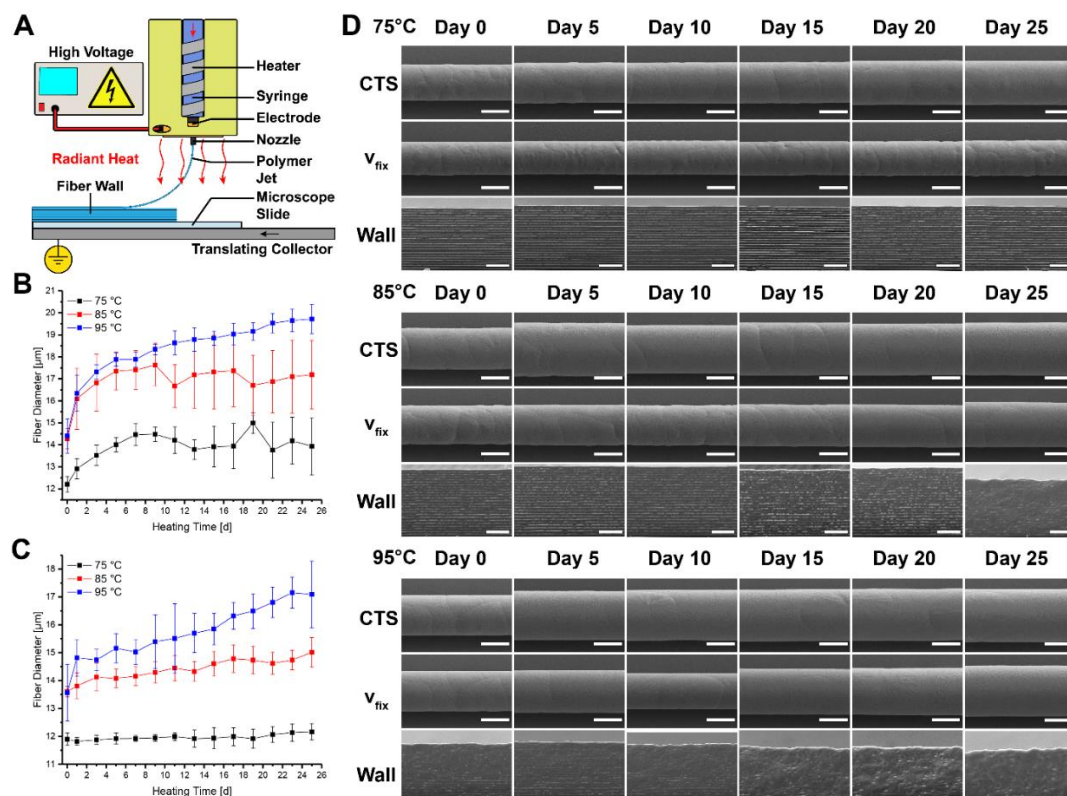 A
High Voltage
Heater
Syringe
Electrode
Nozzle
Radiant Heat
Polymer
Jet
Fiber Wall
Microscope
Slide
Translating Collector
B
75 °C
85 °C
95 °C
Fiber Diameter [µm]
21
20
19
18
17
16
15
14
13
12
0 2 4 6 8 10 12 14 16 18 20 22 24 26
Heating Time [d]
C
75 °C
85 °C
95 °C
Fiber Diameter [µm]
18
17
16
15
14
13
12
11
0 2 4 6 8 10 12 14 16 18 20 22 24 26
Heating Time [d]
D
75°C Day 0 Day 5 Day 10 Day 15 Day 20 Day 25
CTS
vfix
Wall
85°C Day 0 Day 5 Day 10 Day 15 Day 20 Day 25
CTS
vfix
Wall
95°C Day 0 Day 5 Day 10 Day 15 Day 20 Day 25
CTS
vfix
Wall